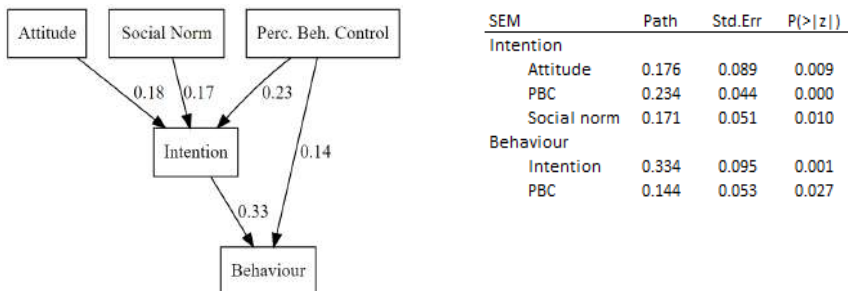 Attitude Social Norm Perc. Beh. Control
0.18 0.17 0.23
Intention
0.14
0.33
Behaviour
SEM Path Std.Err P(>|z|)
Intention
Attitude 0.176 0.089 0.009
PBC 0.234 0.044 0.000
Social norm 0.171 0.051 0.010
Behaviour
Intention 0.334 0.095 0.001
PBC 0.144 0.053 0.027